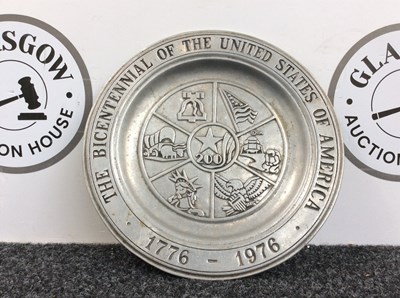 THE BICENTENNIAL OF THE UNITED STATES OF AMERICA
· 1776 - 1976 ·
200
GLASGOW
AUCTION HOUSE
GLA
AUCTION